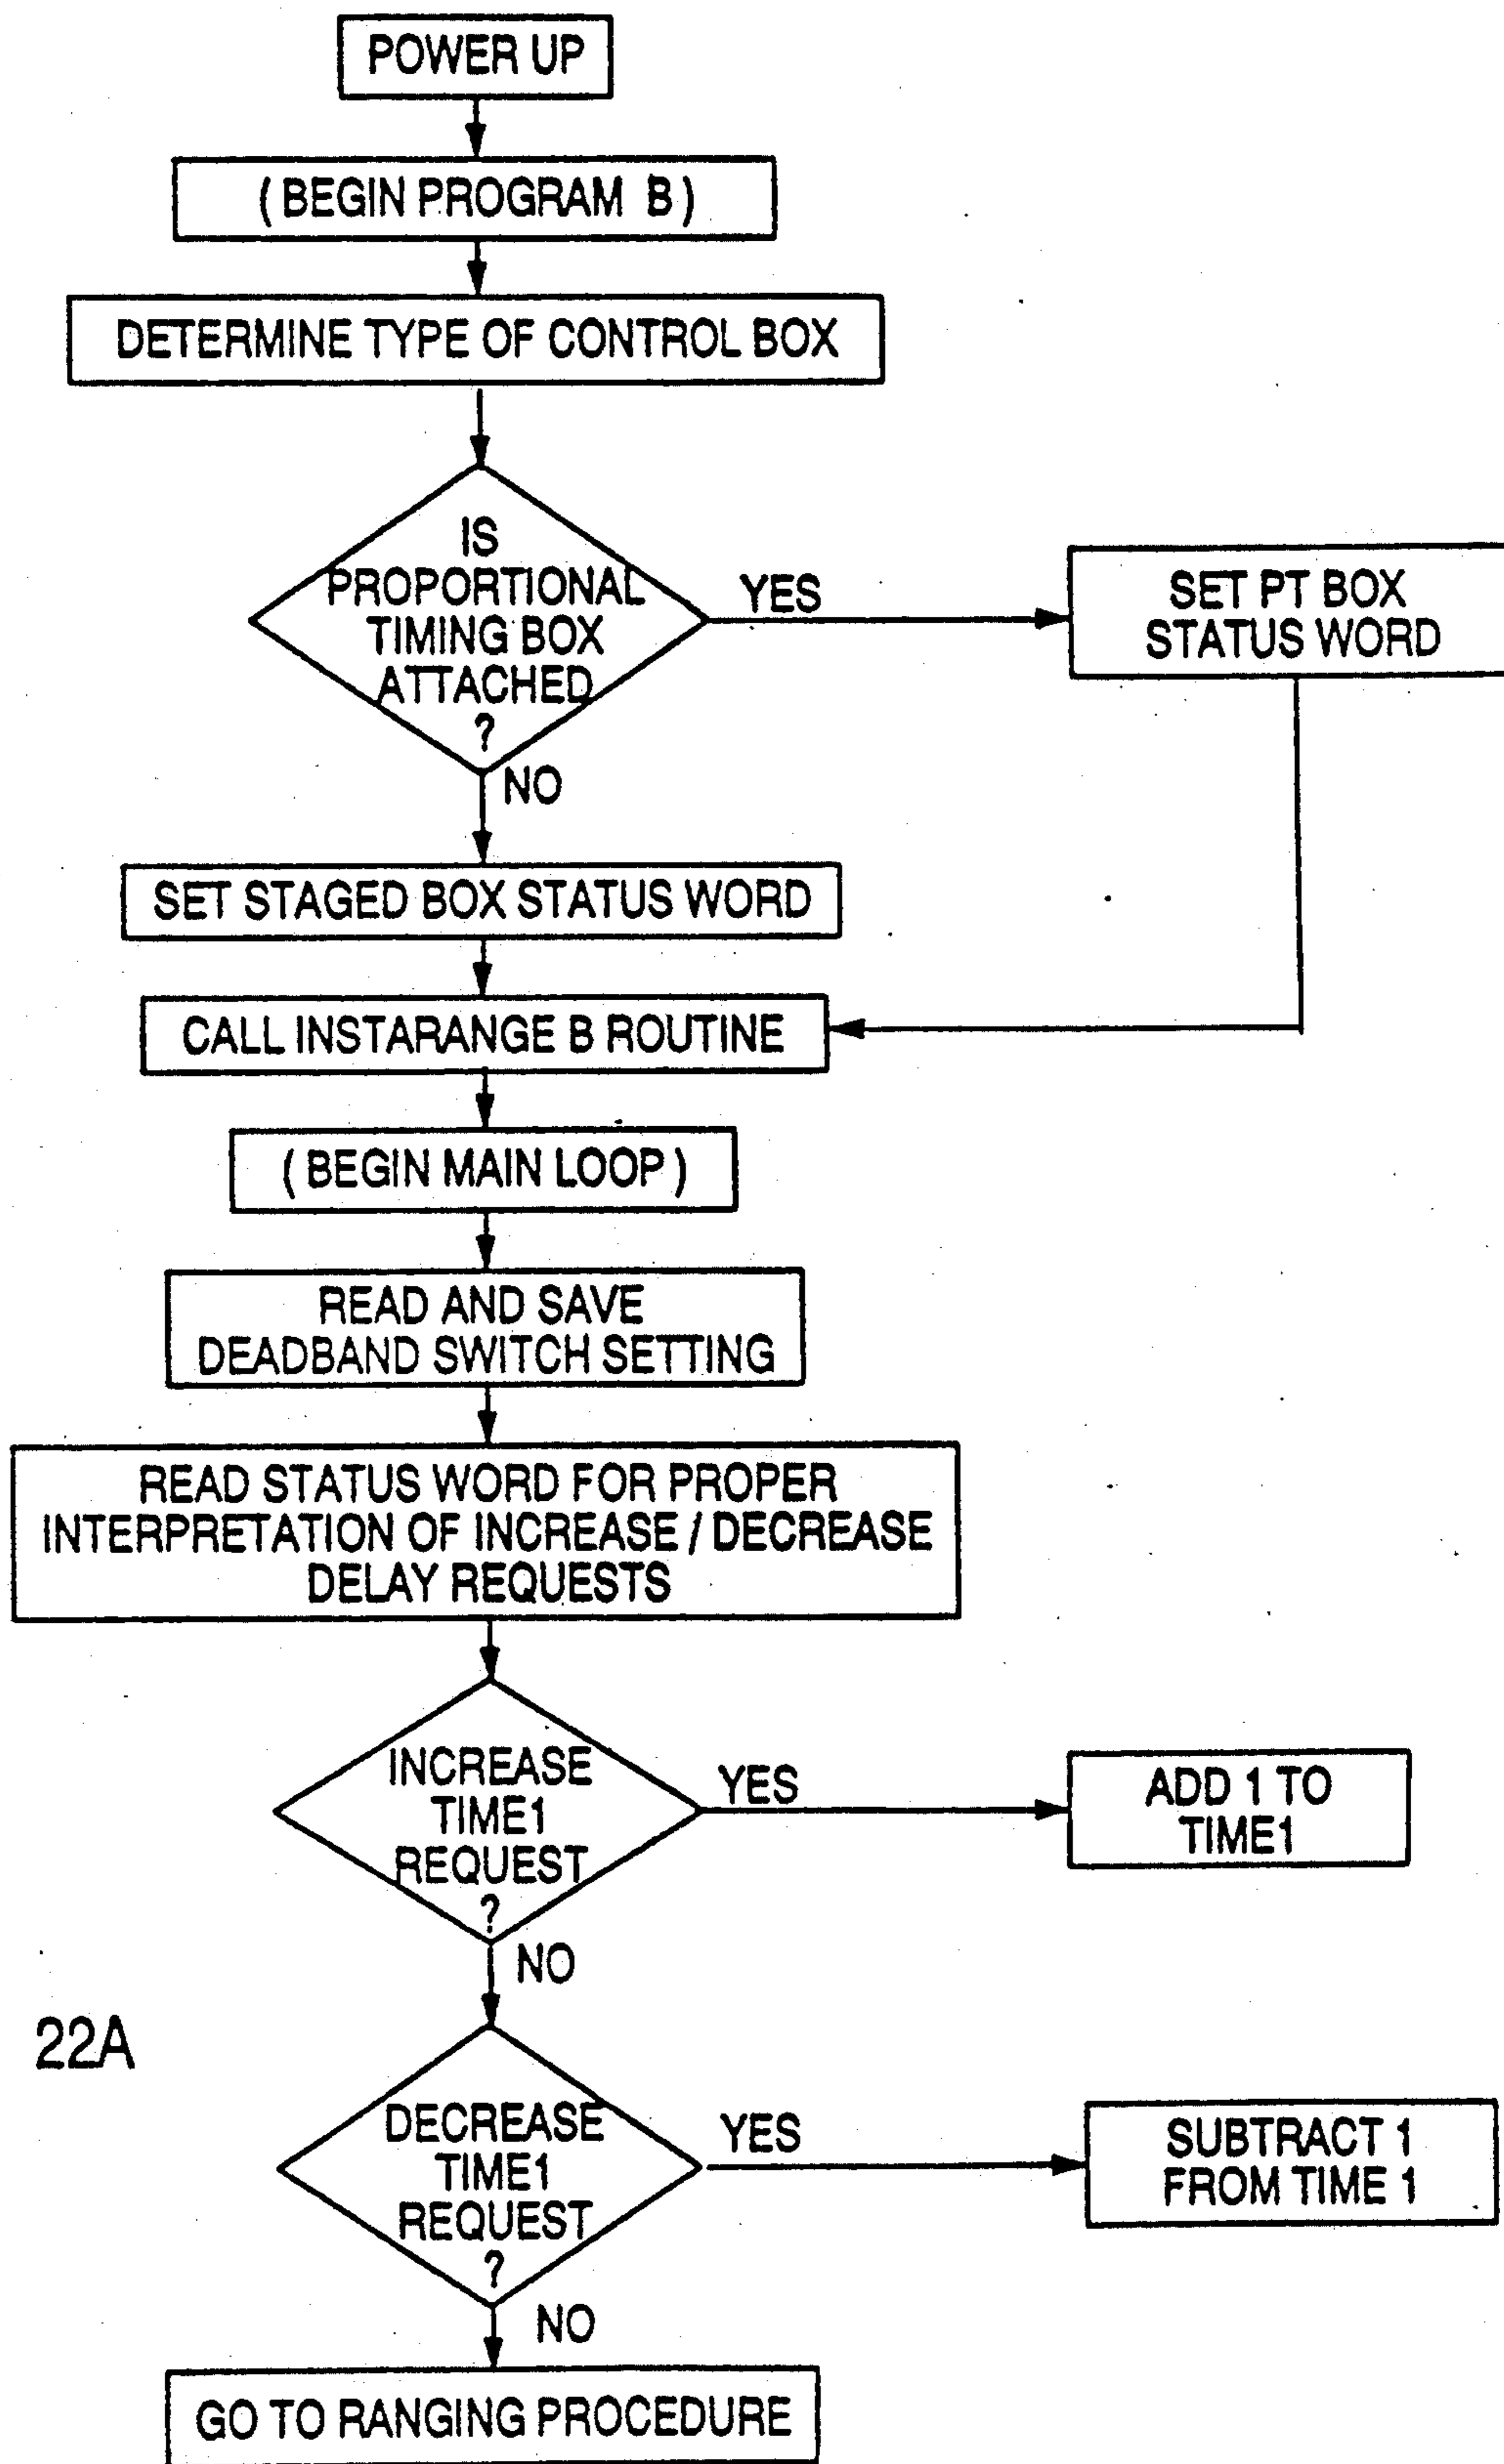 POWER UP
( BEGIN PROGRAM B )
DETERMINE TYPE OF CONTROL BOX
IS
PROPORTIONAL
TIMING BOX
ATTACHED
?
YES
SET PT BOX
STATUS WORD
NO
SET STAGED BOX STATUS WORD
CALL INSTARANGE B ROUTINE
( BEGIN MAIN LOOP )
READ AND SAVE
DEADBAND SWITCH SETTING
READ STATUS WORD FOR PROPER
INTERPRETATION OF INCREASE / DECREASE
DELAY REQUESTS
INCREASE
TIME1
REQUEST
?
YES
ADD 1 TO
TIME1
NO
22A
DECREASE
TIME1
REQUEST
?
YES
SUBTRACT 1
FROM TIME 1
NO
GO TO RANGING PROCEDURE